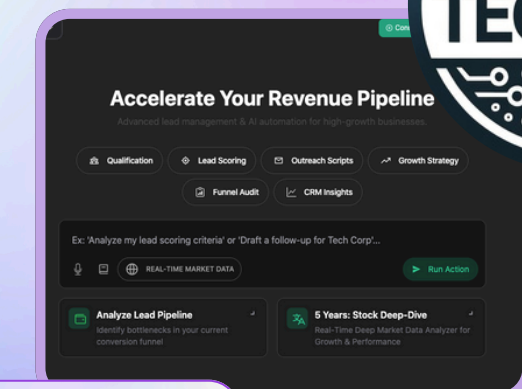 TEC
Accelerate Your Revenue Pipeline
Advanced lead management & AI automation for high-growth businesses.
Qualification
Lead Scoring
Outreach Scripts
Growth Strategy
Funnel Audit
CRM Insights
Ex: 'Analyze my lead scoring criteria' or 'Draft a follow-up for Tech Corp'...
REAL-TIME MARKET DATA
Run Action
Analyze Lead Pipeline
Identify bottlenecks in your current
conversion funnel
5 Years: Stock Deep-Dive
Real-Time Deep Market Data Analyzer for
Growth & Performance